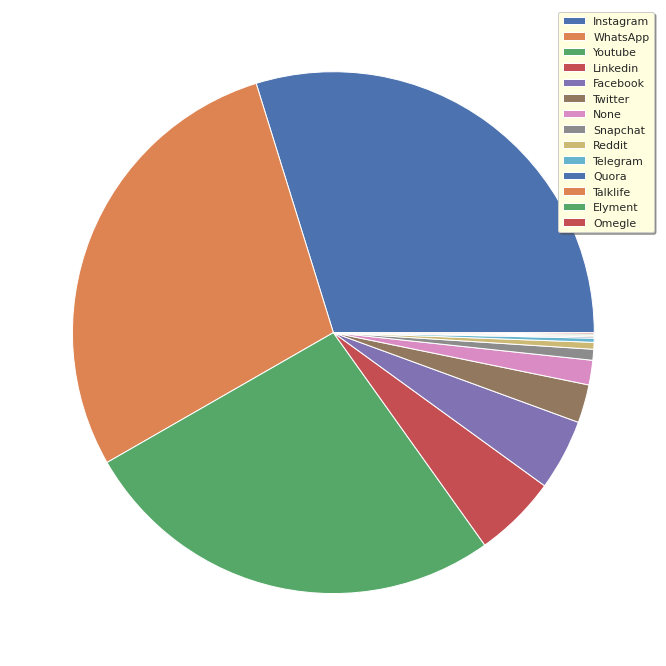 Instagram
WhatsApp
Youtube
Linkedin
Facebook
Twitter
None
Snapchat
Reddit
Telegram
Quora
Talklife
Elyment
Omegle